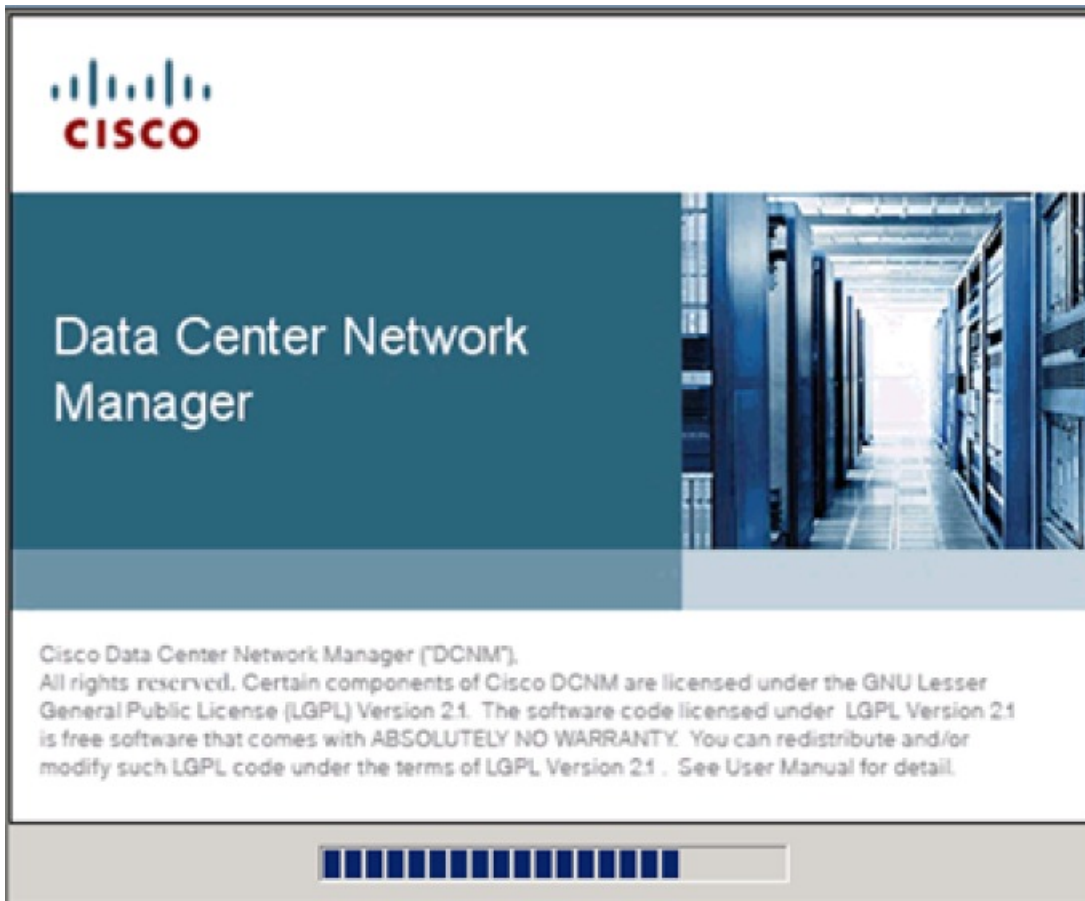 CISCO
Data Center Network
Manager
Cisco Data Center Network Manager ("DCNM"),
All rights reserved. Certain components of Cisco DCNM are licensed under the GNU Lesser
General Public License (LGPL) Version 2.1. The software code licensed under LGPL Version 2.1
is free software that comes with ABSOLUTELY NO WARRANTY. You can redistribute and/or
modify such LGPL code under the terms of LGPL Version 2.1 . See User Manual for detail.